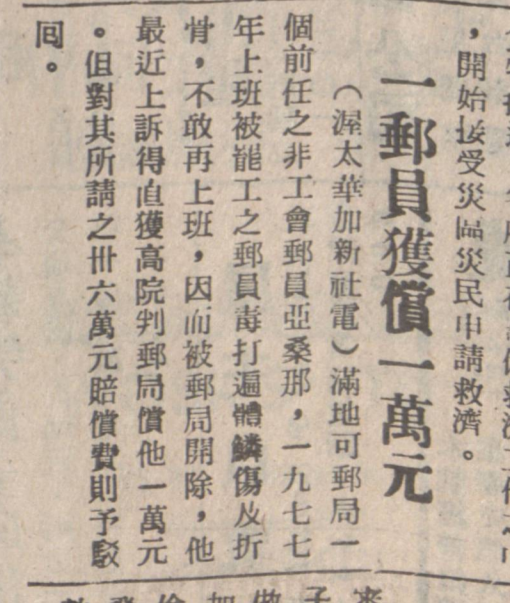 ，開始接受災區災民申請救濟。
一郵員獲償一萬元
（渥太華加新社電）滿地可郵局一
個前任之非工會郵員亞桑那，一九七七
年上班被罷工之郵員毒打遍體鱗傷及折
骨，不敢再上班，因而被郵局開除，他
最近上訴得直獲高院判郵局償他一萬元
。但對其所請之卅六萬元賠償費則予駁
回。